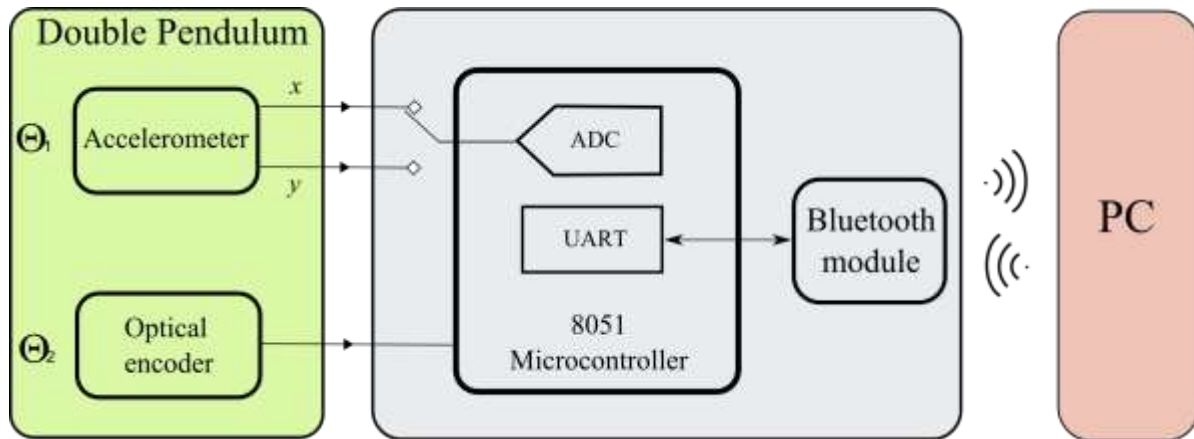 Double Pendulum
Θ1
Accelerometer
x
y
Θ2
Optical
encoder
ADC
UART
8051
Microcontroller
Bluetooth
module
PC